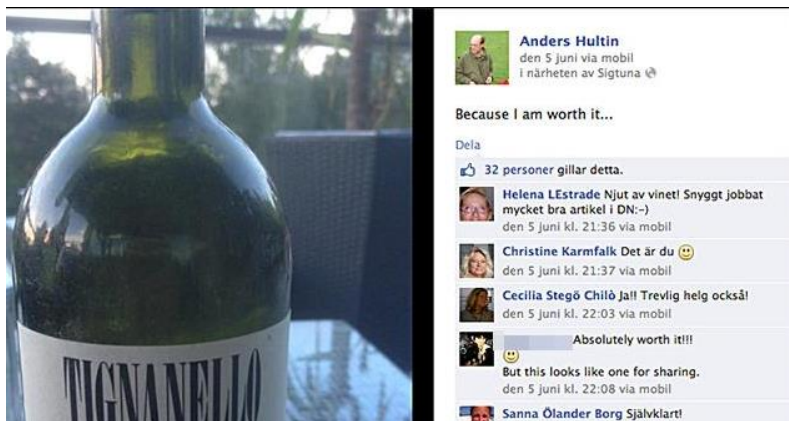 TIGNANELLO
Anders Hultin
den 5 juni via mobil
i närheten av Sigtuna
Because I am worth it...
Dela
32 personer gillar detta.
Helena LEstrade Njut av vinet! Snyggt jobbat
mycket bra artikel i DN:-)
den 5 juni kl. 21:36 via mobil
Christine Karmfalk Det är du
den 5 juni kl. 21:37 via mobil
Cecilia Stegö Chilò Ja!! Trevlig helg också!
den 5 juni kl. 22:03 via mobil
Absolutely worth it!!!
But this looks like one for sharing.
den 5 juni kl. 22:08 via mobil
Sanna Ölander Borg Självklart!